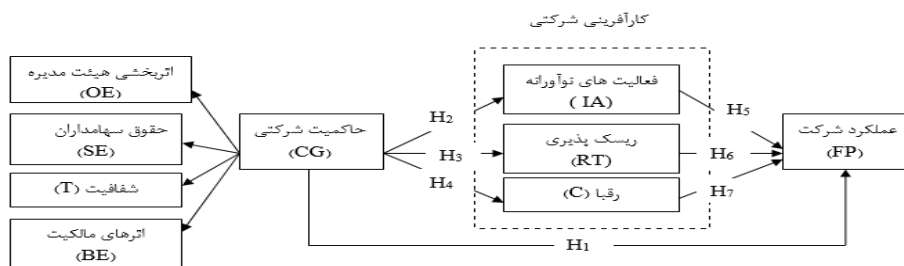 کارآفرینی شرکتی
اثربخشی هیئت مدیره
(OE)
حقوق سهامداران
(SE)
شفافیت (T)
اثرهای مالکیت
(BE)
حاکمیت شرکتی
(CG)
H2
H3
H4
فعالیت های نوآورانه
(IA )
ریسک پذیری
(RT)
رقبا (C)
H5
H6
H7
عملکرد شرکت
(FP)
H1